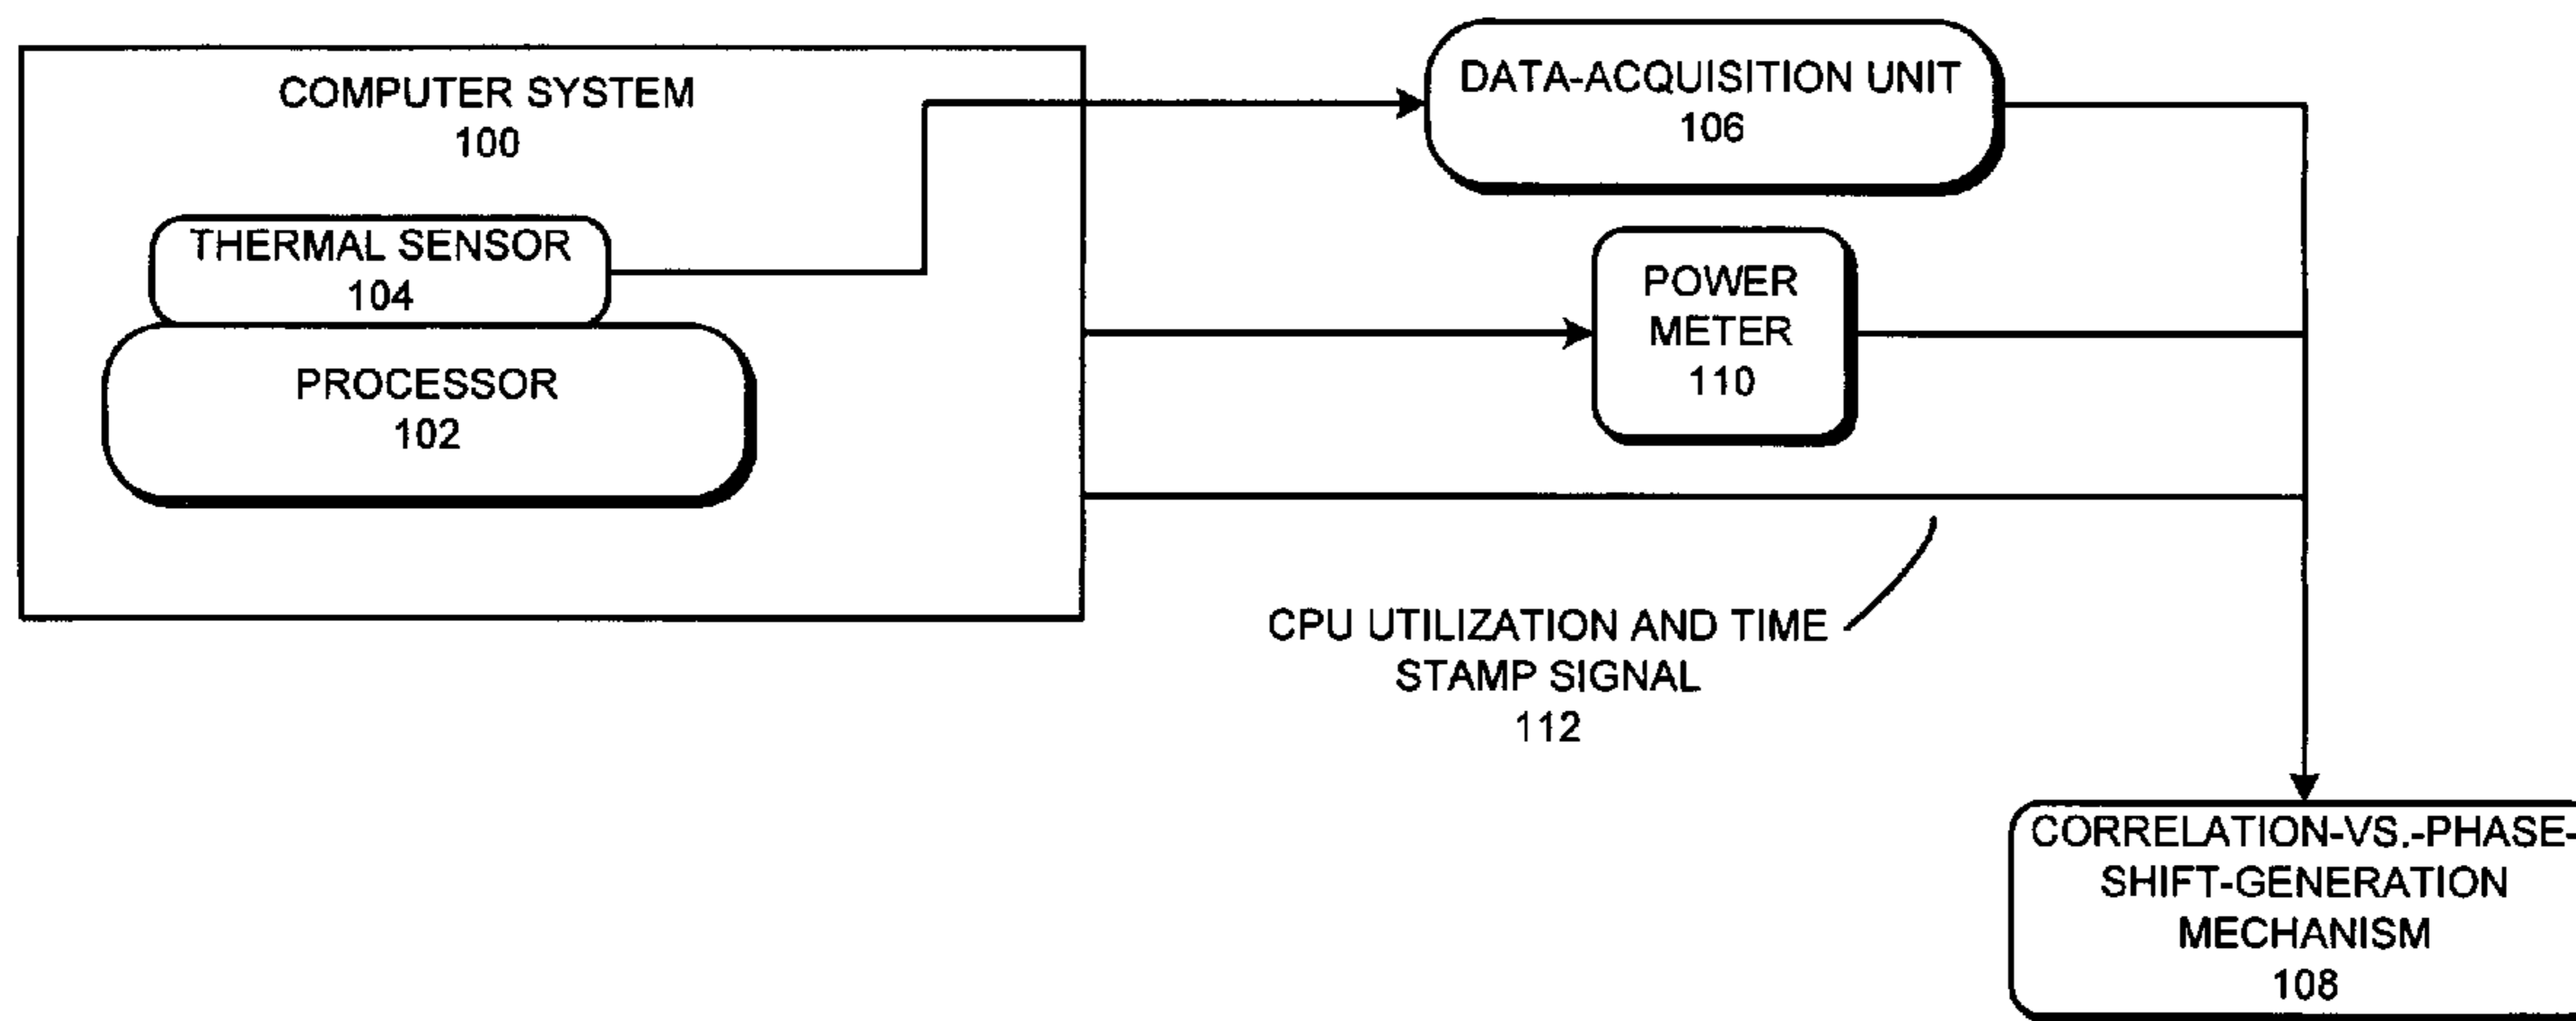 COMPUTER SYSTEM
100
THERMAL SENSOR
104
PROCESSOR
102
DATA-ACQUISITION UNIT
106
POWER
METER
110
CPU UTILIZATION AND TIME
STAMP SIGNAL
112
CORRELATION-VS.-PHASE-
SHIFT-GENERATION
MECHANISM
108